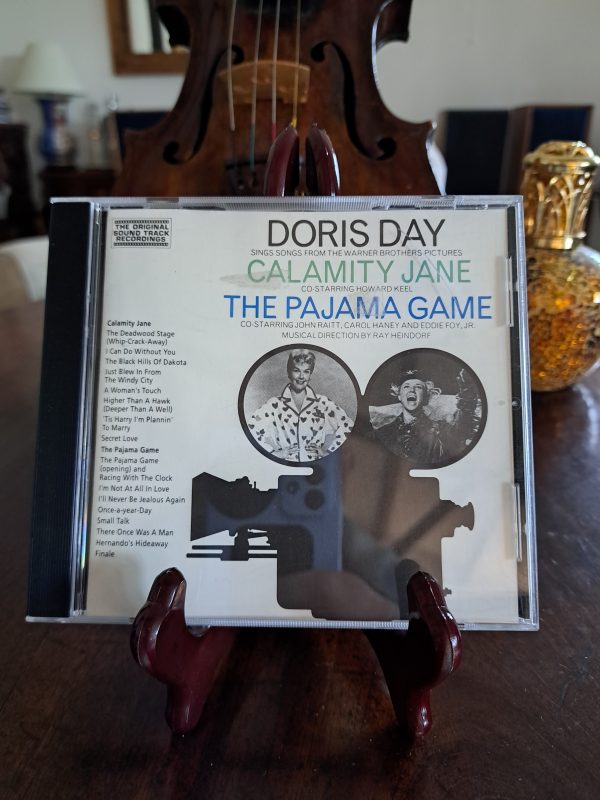 THE ORIGINAL
SOUND TRACK
RECORDINGS
DORIS DAY
SINGS SONGS FROM THE WARNER BROTHERS PICTURES
CALAMITY JANE
CO-STARRING HOWARD KEEL
THE PAJAMA GAME
CO-STARRING JOHN RAITT, CAROL HANEY AND EDDIE FOY, JR.
MUSICAL DIRECTION BY RAY HEINDORF
Calamity Jane
The Deadwood Stage
(Whip-Crack-Away)
I Can Do Without You
The Black Hills Of Dakota
Just Blew In From
The Windy City
A Woman's Touch
Higher Than A Hawk
(Deeper Than A Well)
'Tis Harry I'm Plannin'
To Marry
Secret Love
The Pajama Game
The Pajama Game
(opening) and
Racing With The Clock
I'm Not At All In Love
I'll Never Be Jealous Again
Once-a-year-Day
Small Talk
There Once Was A Man
Hernando's Hideaway
Finale